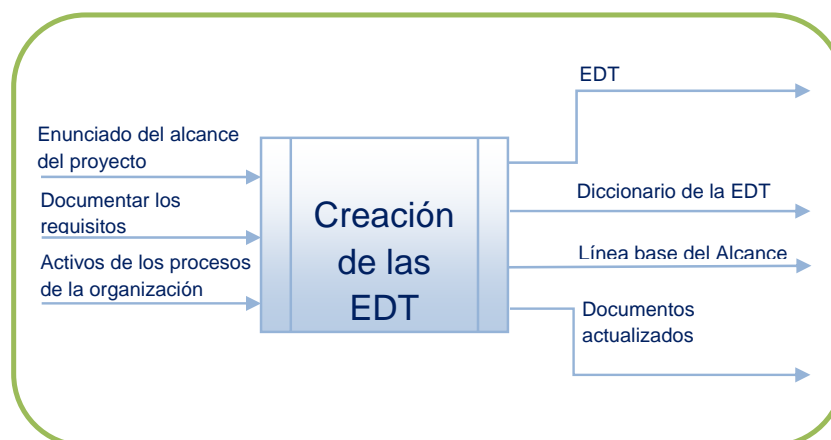 Enunciado del alcance
del proyecto
Documentar los
requisitos
Activos de los procesos
de la organización
Creación
de las
EDT
EDT
Diccionario de la EDT
Línea base del Alcance
Documentos
actualizados